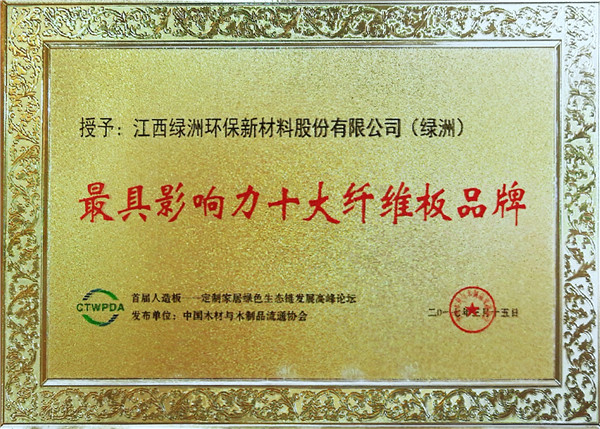 授予：江西绿洲环保新材料股份有限公司（绿洲）
最具影响力十大纤维板品牌
CTWPDA
首届人造板——定制家居绿色生态链发展高峰论坛
发布单位：中国木材与木制品流通协会
二〇一七年三月十五日